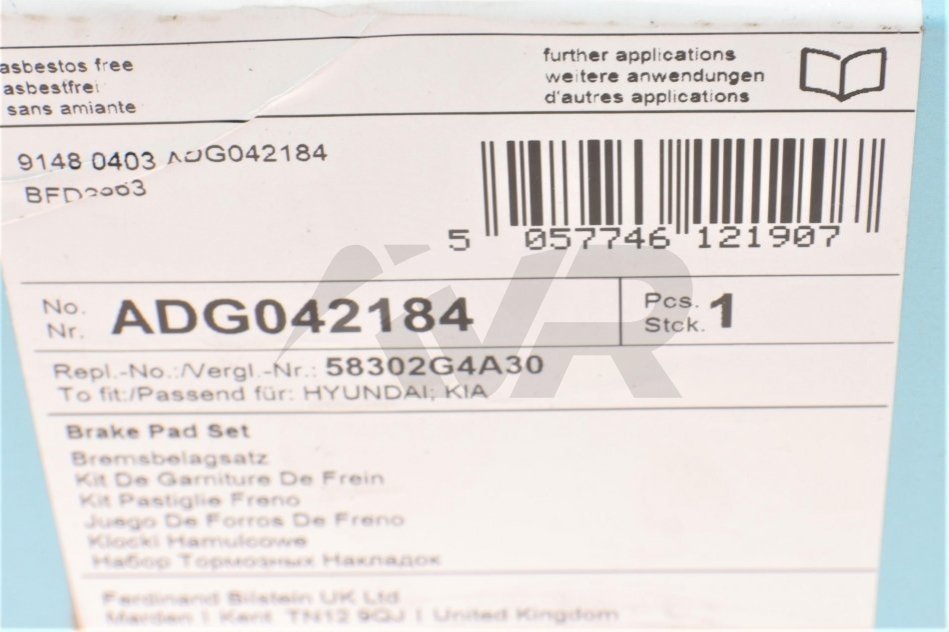 asbestos free
asbestfrei
sans amiante
further applications
weitere anwendungen
d'autres applications
9148 0403 ADG042184
5 057746 121907
No.
Nr. ADG042184
Pcs.
Stck. 1
Repl.-No.:/Vergl.-Nr.: 58302G4A30
To fit:/Passend für: HYUNDAI; KIA
Brake Pad Set
Bremsbelagsatz
Kit De Garniture De Frein
Kit Pastiglie Freno
Juego De Forros De Freno
Klocki Hamulcowe
Набор Тормозных Накладок
Ferdinand Bilstein UK Ltd
Marden | Kent TN12 9QJ | United Kingdom
VR